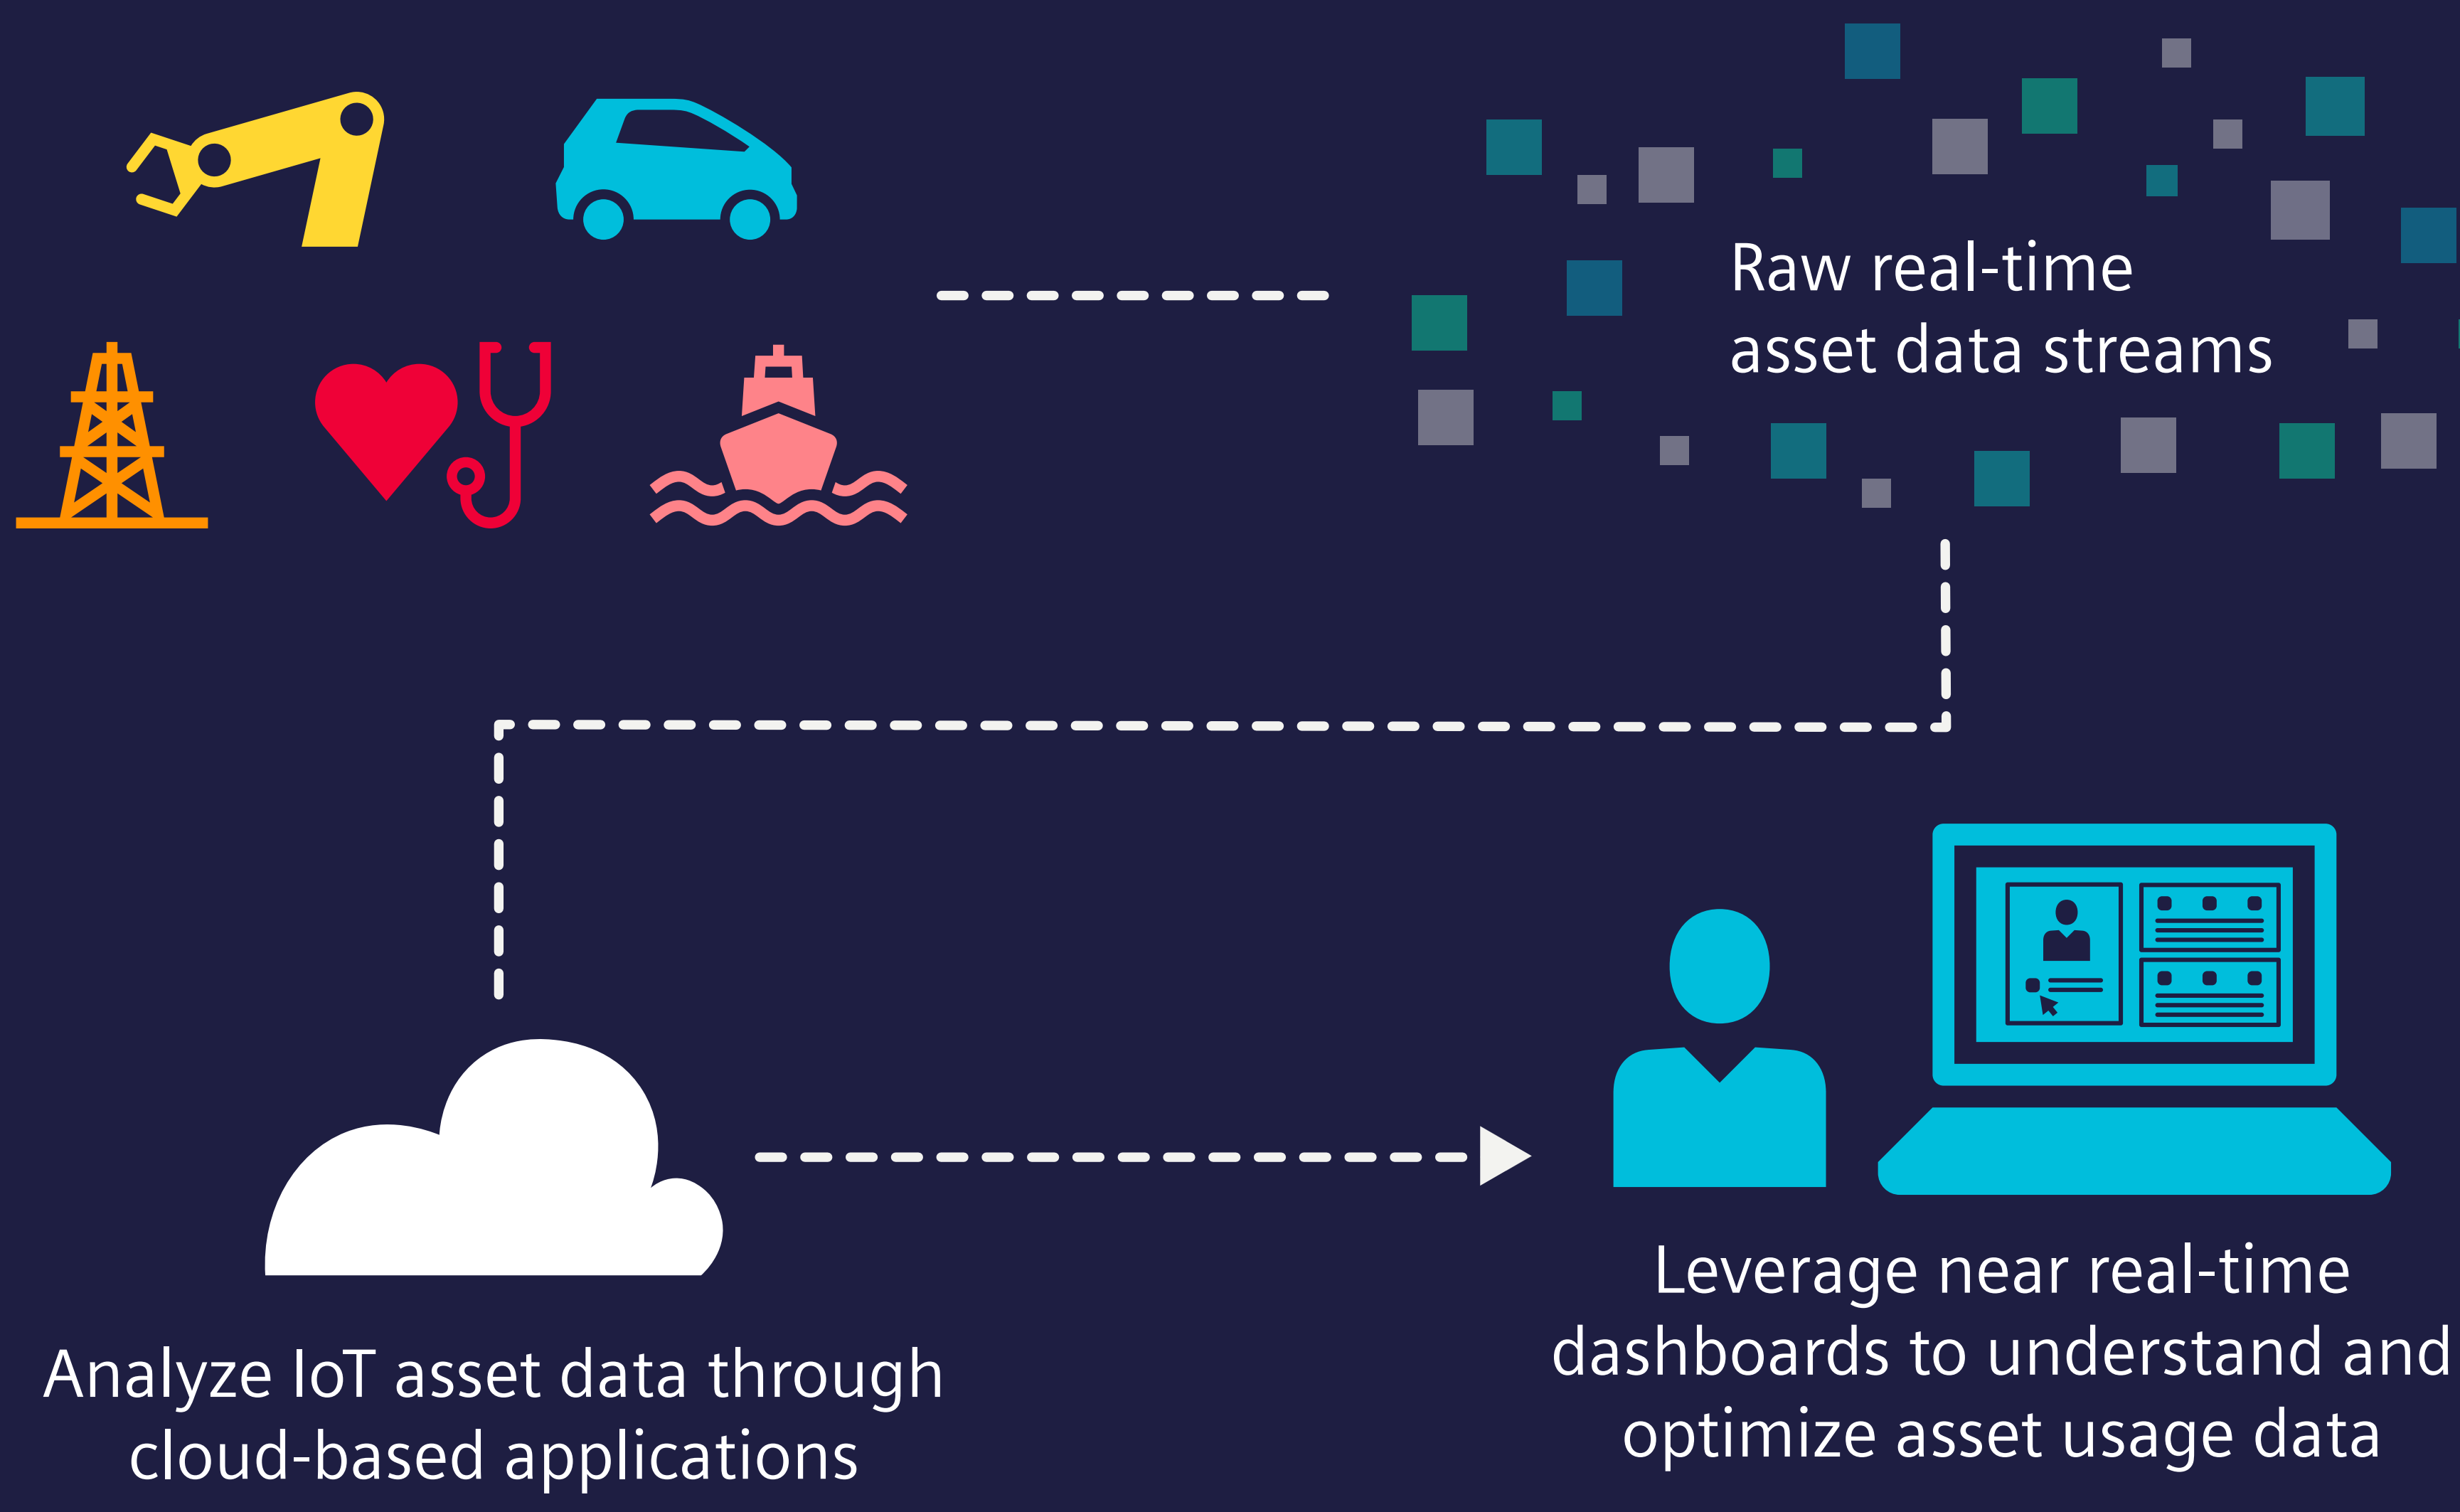 Raw real-time
asset data streams
Analyze IoT asset data through
cloud-based applications
Leverage near real-time
dashboards to understand and
optimize asset usage data